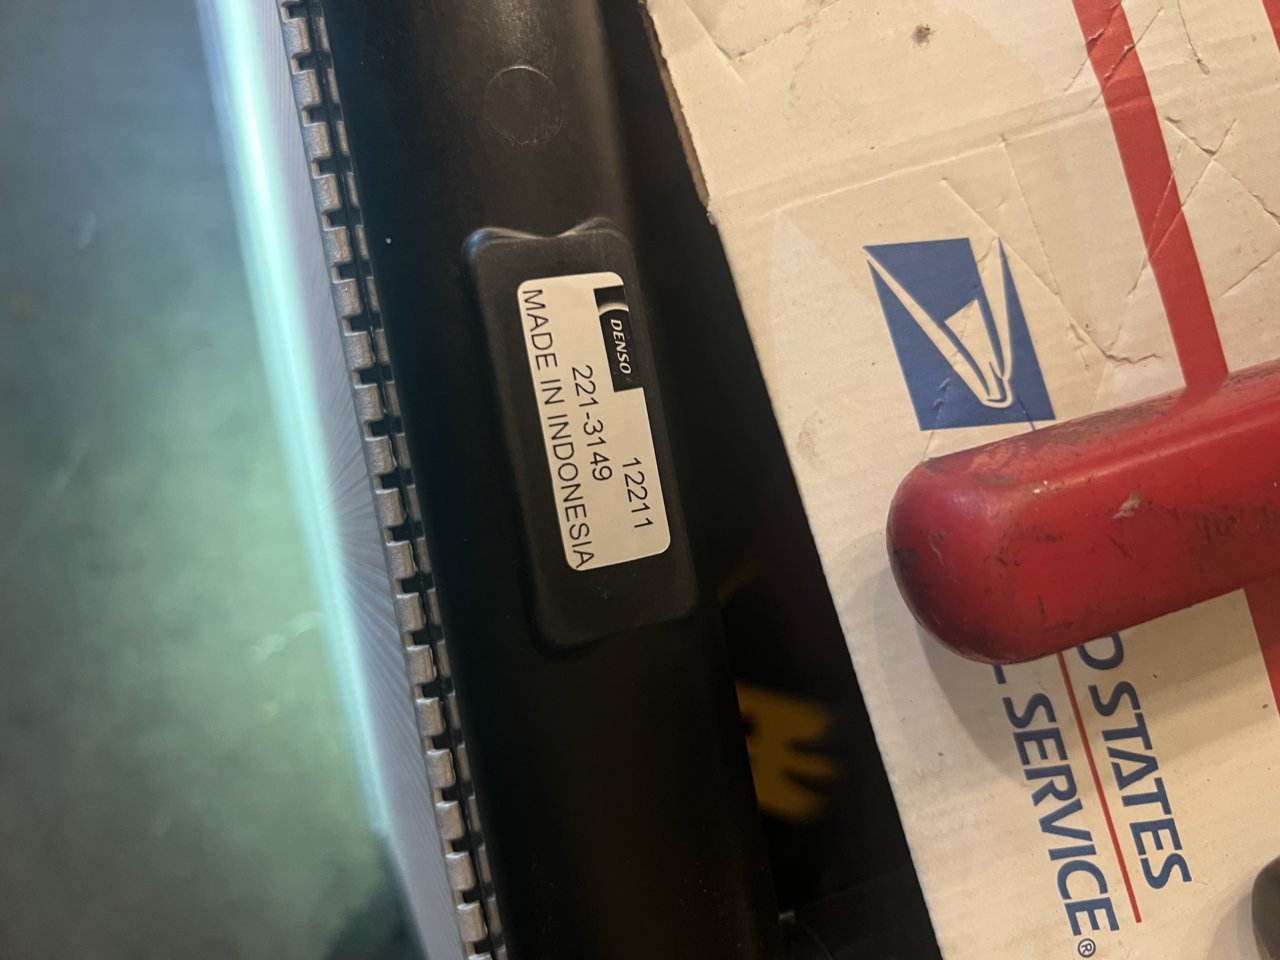 DENSO
12211
221-3149
MADE IN INDONESIA
D STATES
L SERVICE®